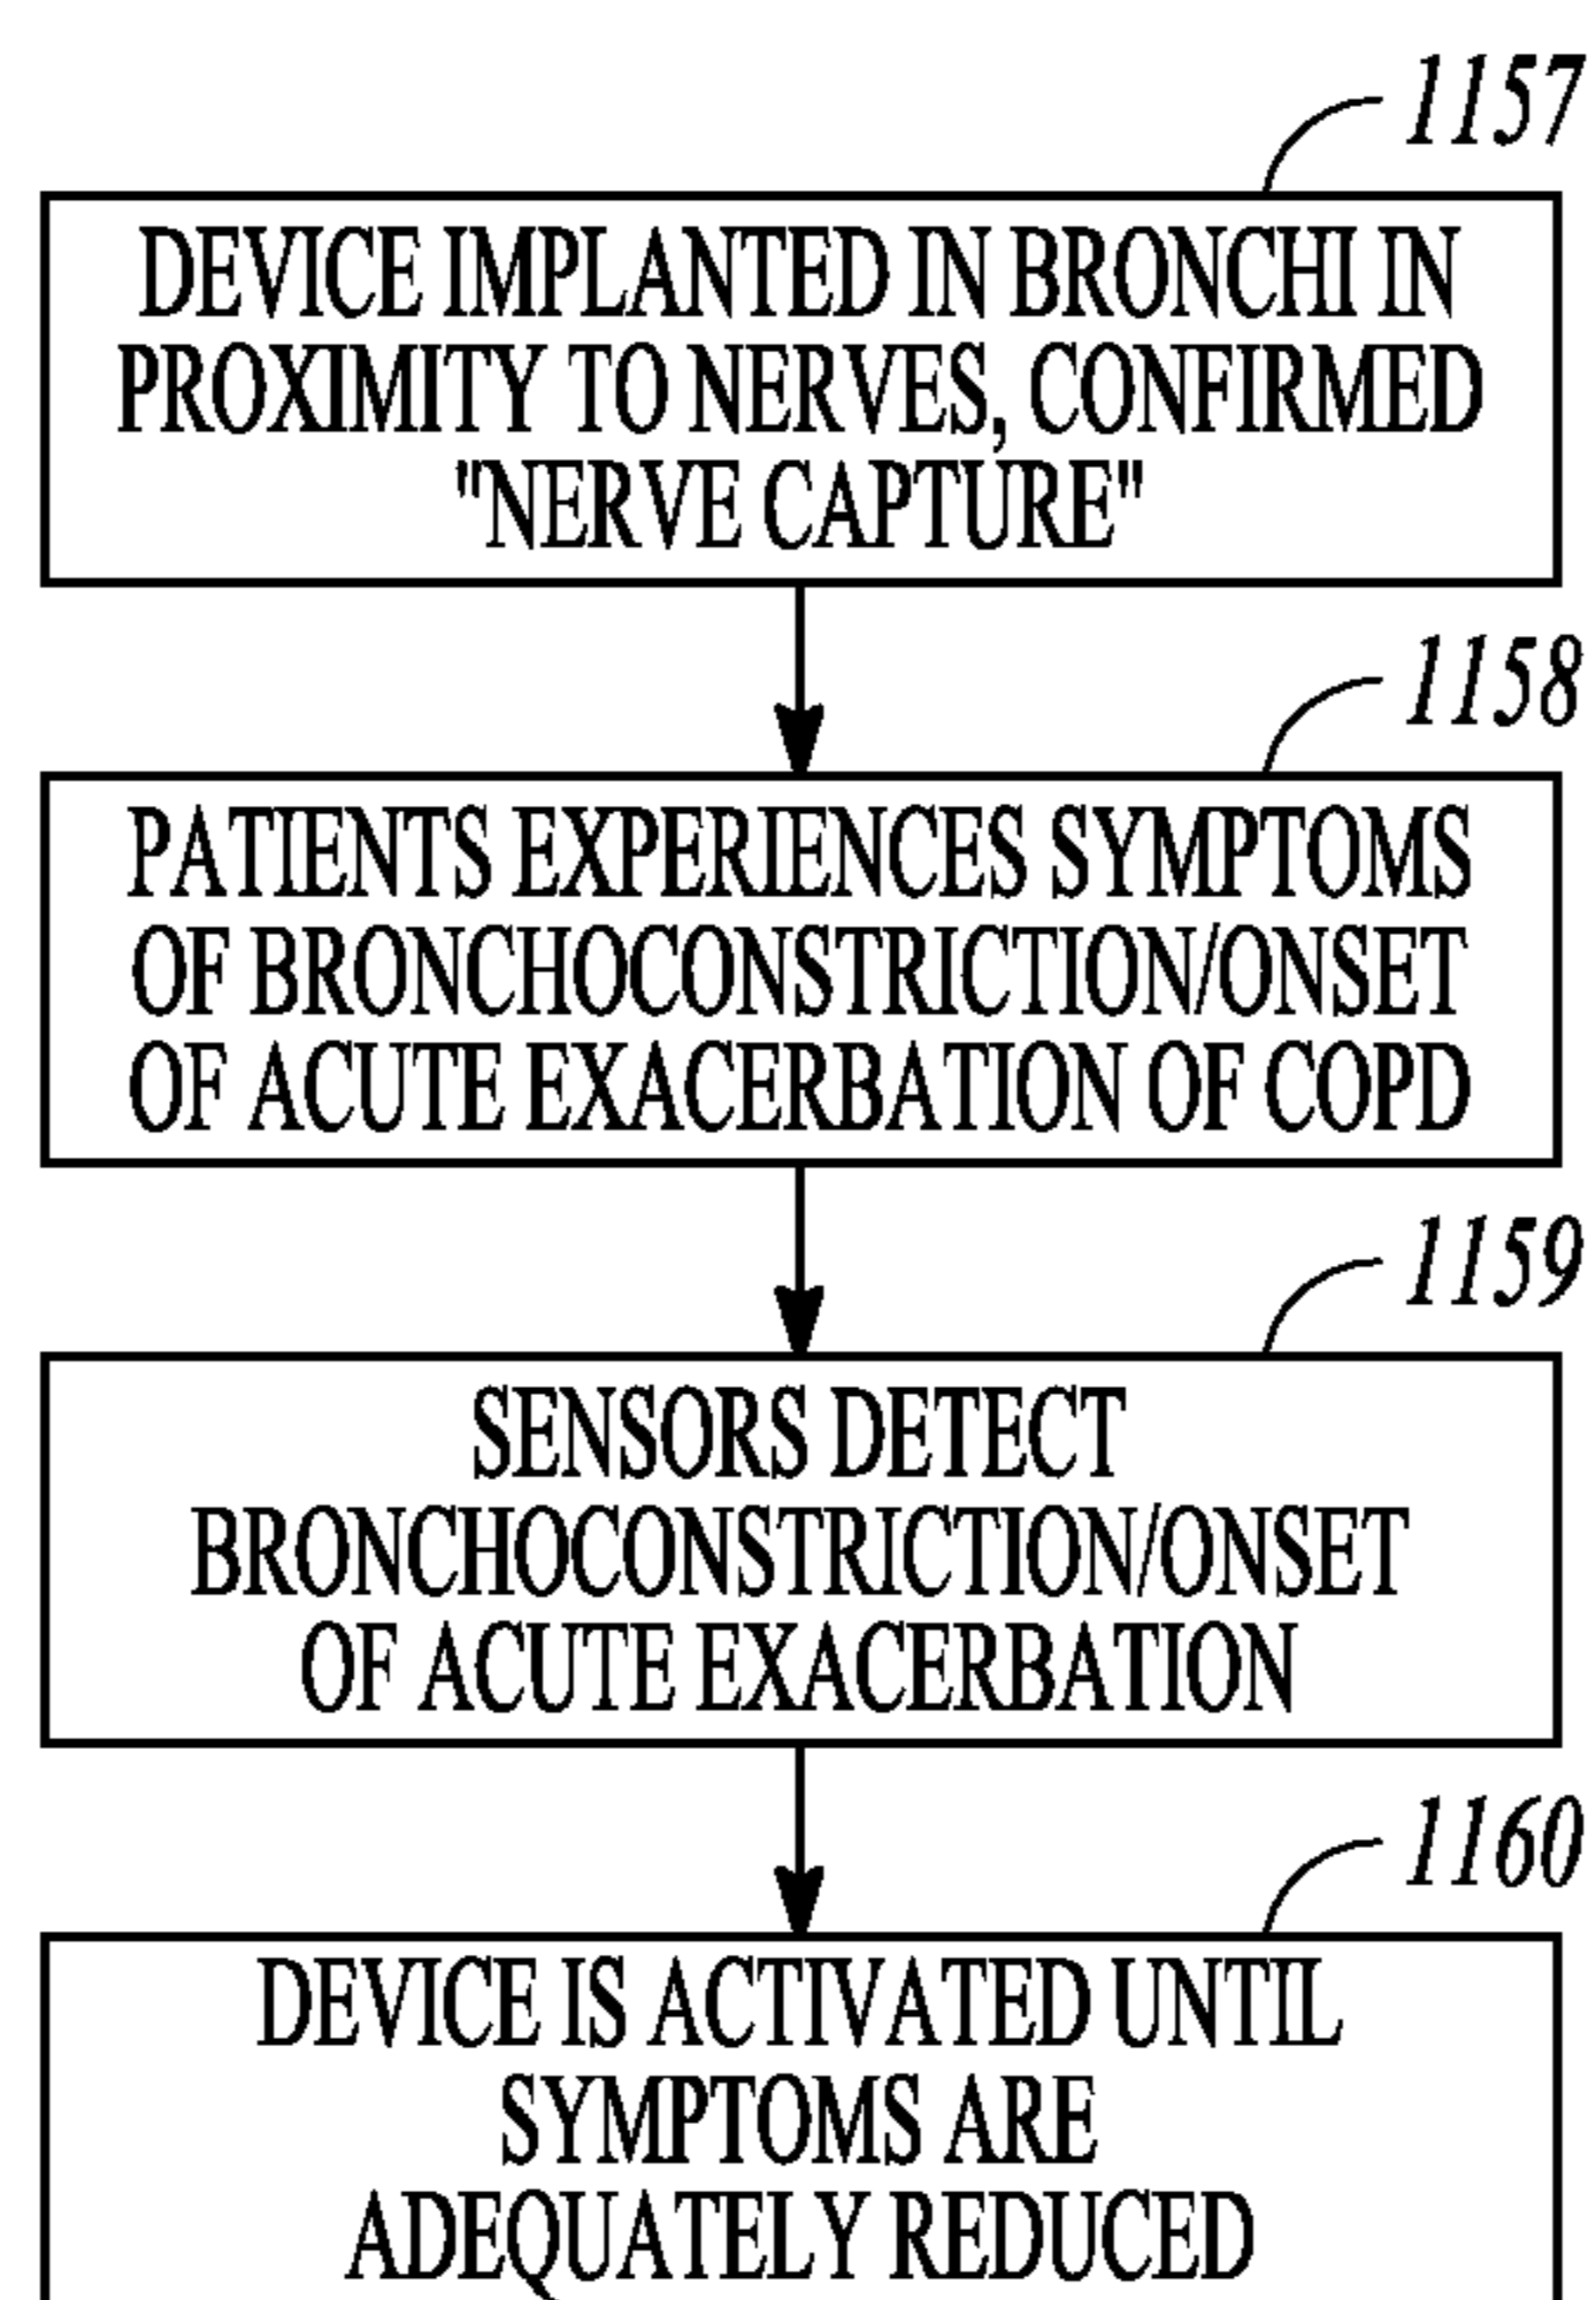 1157
DEVICE IMPLANTED IN BRONCHI IN
PROXIMITY TO NERVES, CONFIRMED
"NERVE CAPTURE"
1158
PATIENTS EXPERIENCES SYMPTOMS
OF BRONCHOCONSTRICTION/ONSET
OF ACUTE EXACERBATION OF COPD
1159
SENSORS DETECT
BRONCHOCONSTRICTION/ONSET
OF ACUTE EXACERBATION
1160
DEVICE IS ACTIVATED UNTIL
SYMPTOMS ARE
ADEQUATELY REDUCED